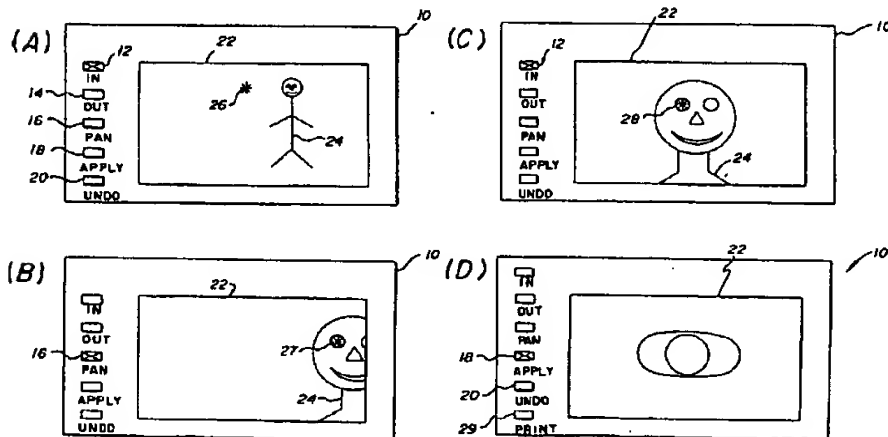 (A)
22
10
12
IN
14
OUT
26
16
PAN
24
18
APPLY
20
UNDO
(C)
22
10
12
IN
OUT
28
PAN
APPLY
24
UNDO
(B)
22
10
IN
OUT
27
16
PAN
24
APPLY
UNDO
(D)
22
10
IN
OUT
PAN
18
APPLY
20
UNDO
29
PRINT